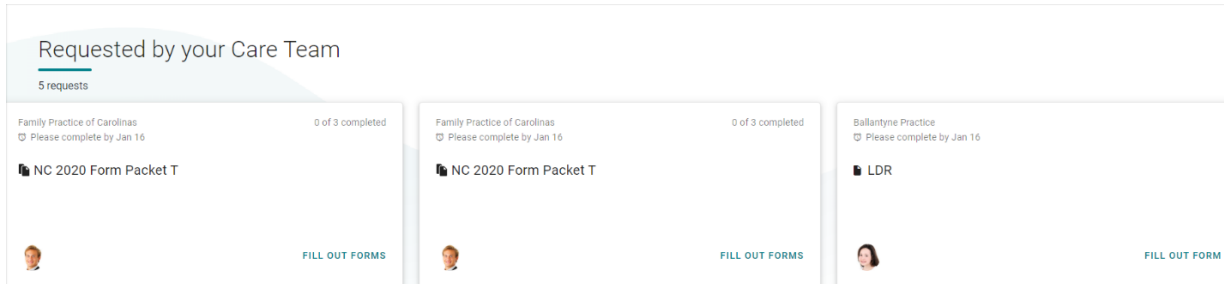 Requested by your Care Team
5 requests
Family Practice of Carolinas
0 of 3 completed
Please complete by Jan 16
NC 2020 Form Packet T
FILL OUT FORMS
Family Practice of Carolinas
0 of 3 completed
Please complete by Jan 16
NC 2020 Form Packet T
FILL OUT FORMS
Ballantyne Practice
Please complete by Jan 16
LDR
FILL OUT FORM